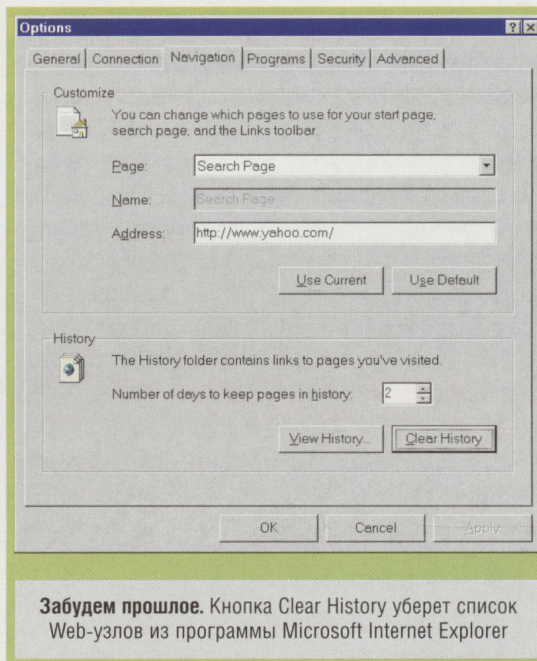 Options
General Connection Navigation Programs Security Advanced
Customize
You can change which pages to use for your start page,
search page, and the Links toolbar.
Page: Search Page
Name: Search Page
Address: http://www.yahoo.com/
Use Current Use Default
History
The History folder contains links to pages you've visited.
Number of days to keep pages in history: 2
View History... Clear History
OK Cancel Apply
Забудем прошлое. Кнопка Clear History уберет список
Web-узлов из программы Microsoft Internet Explorer